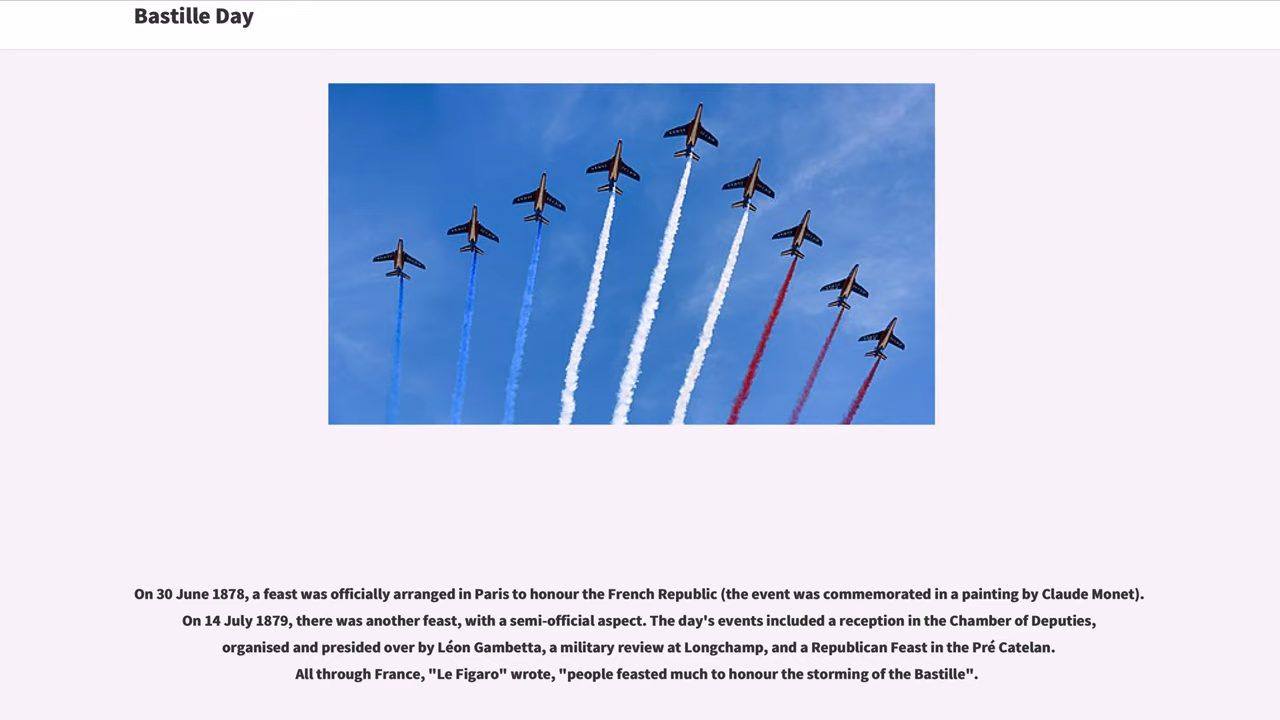 Bastille Day
On 30 June 1878, a feast was officially arranged in Paris to honour the French Republic (the event was commemorated in a painting by Claude Monet).
On 14 July 1879, there was another feast, with a semi-official aspect. The day's events included a reception in the Chamber of Deputies,
organised and presided over by Léon Gambetta, a military review at Longchamp, and a Republican Feast in the Pré Catelan.
All through France, "Le Figaro" wrote, "people feasted much to honour the storming of the Bastille".